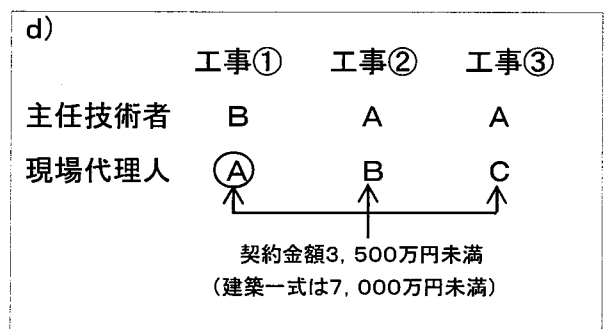 d)
工事① 工事② 工事③
主任技術者 B A A
現場代理人 A B C
契約金額3,500万円未満
(建築一式は7,000万円未満)